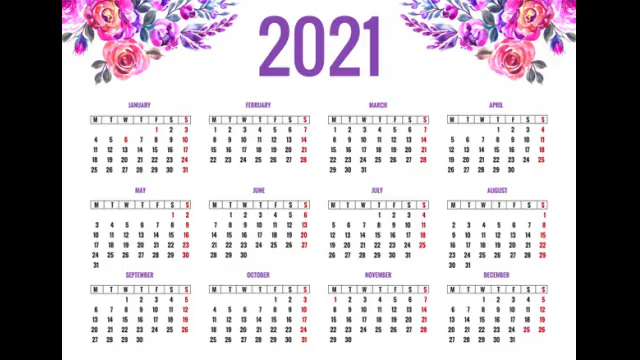 2021
JANUARY
M T W T F S S
1 2 3
4 5 6 7 8 9 10
11 12 13 14 15 16 17
18 19 20 21 22 23 24
25 26 27 28 29 30 31
FEBRUARY
M T W T F S S
1 2 3 4 5 6 7
8 9 10 11 12 13 14
15 16 17 18 19 20 21
22 23 24 25 26 27 28
MARCH
M T W T F S S
1 2 3 4 5 6 7
8 9 10 11 12 13 14
15 16 17 18 19 20 21
22 23 24 25 26 27 28
29 30 31
APRIL
M T W T F S S
1 2 3 4
5 6 7 8 9 10 11
12 13 14 15 16 17 18
19 20 21 22 23 24 25
26 27 28 29 30
MAY
M T W T F S S
1 2
3 4 5 6 7 8 9
10 11 12 13 14 15 16
17 18 19 20 21 22 23
24 25 26 27 28 29 30
31
JUNE
M T W T F S S
1 2 3 4 5 6
7 8 9 10 11 12 13
14 15 16 17 18 19 20
21 22 23 24 25 26 27
28 29 30
JULY
M T W T F S S
1 2 3 4
5 6 7 8 9 10 11
12 13 14 15 16 17 18
19 20 21 22 23 24 25
26 27 28 29 30 31
AUGUST
M T W T F S S
1
2 3 4 5 6 7 8
9 10 11 12 13 14 15
16 17 18 19 20 21 22
23 24 25 26 27 28 29
30 31
SEPTEMBER
M T W T F S S
1 2 3 4 5
6 7 8 9 10 11 12
13 14 15 16 17 18 19
20 21 22 23 24 25 26
27 28 29 30
OCTOBER
M T W T F S S
1 2 3
4 5 6 7 8 9 10
11 12 13 14 15 16 17
18 19 20 21 22 23 24
25 26 27 28 29 30 31
NOVEMBER
M T W T F S S
1 2 3 4 5 6 7
8 9 10 11 12 13 14
15 16 17 18 19 20 21
22 23 24 25 26 27 28
29 30
DECEMBER
M T W T F S S
1 2 3 4 5
6 7 8 9 10 11 12
13 14 15 16 17 18 19
20 21 22 23 24 25 26
27 28 29 30 31